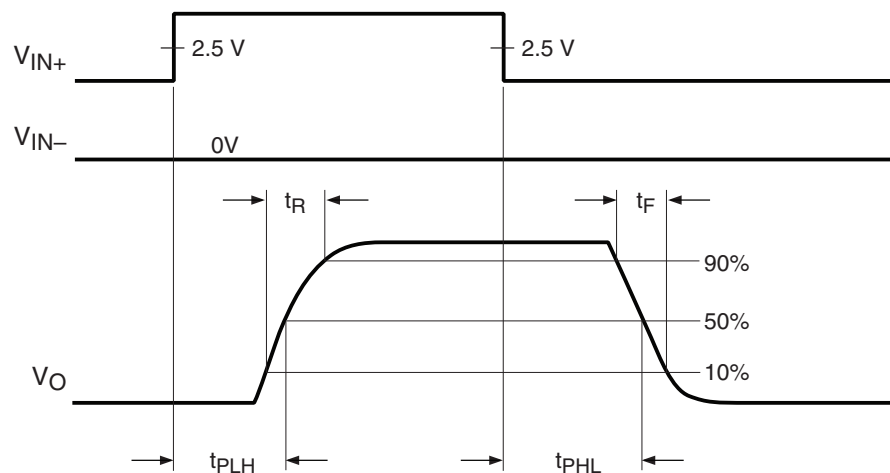 2.5 V 2.5 V
VIN+
VIN–
0V
tR tF
90%
50%
10%
VO
tPLH tPHL